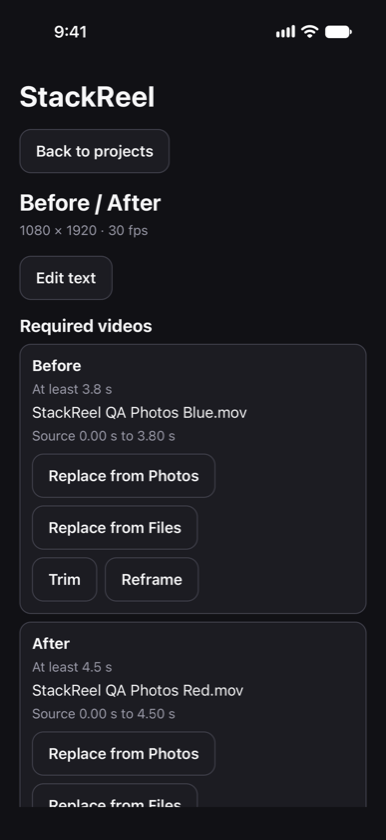 9:41
StackReel
Back to projects
Before / After
1080 × 1920 · 30 fps
Edit text
Required videos
Before
At least 3.8 s
StackReel QA Photos Blue.mov
Source 0.00 s to 3.80 s
Replace from Photos
Replace from Files
Trim Reframe
After
At least 4.5 s
StackReel QA Photos Red.mov
Source 0.00 s to 4.50 s
Replace from Photos
Replace from Files